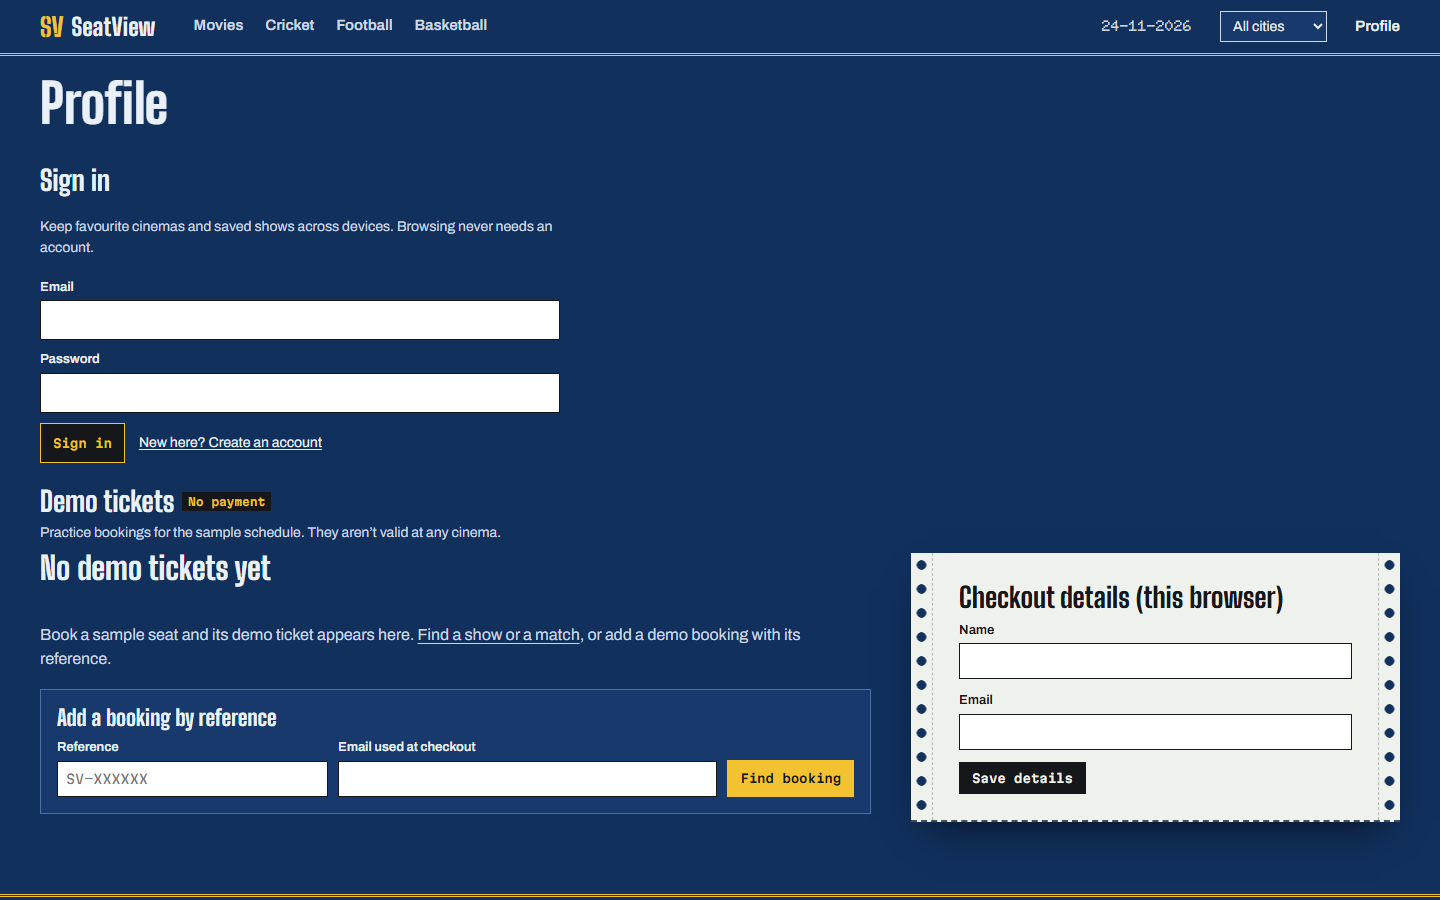 SV SeatView
Movies Cricket Football Basketball
24-11-2026
All cities
Profile
Profile
Sign in
Keep favourite cinemas and saved shows across devices. Browsing never needs an
account.
Email
Password
Sign in
New here? Create an account
Demo tickets No payment
Practice bookings for the sample schedule. They aren’t valid at any cinema.
No demo tickets yet
Book a sample seat and its demo ticket appears here. Find a show or a match, or add a demo booking with its
reference.
Add a booking by reference
Reference Email used at checkout
SV-XXXXXX
Find booking
Checkout details (this browser)
Name
Email
Save details